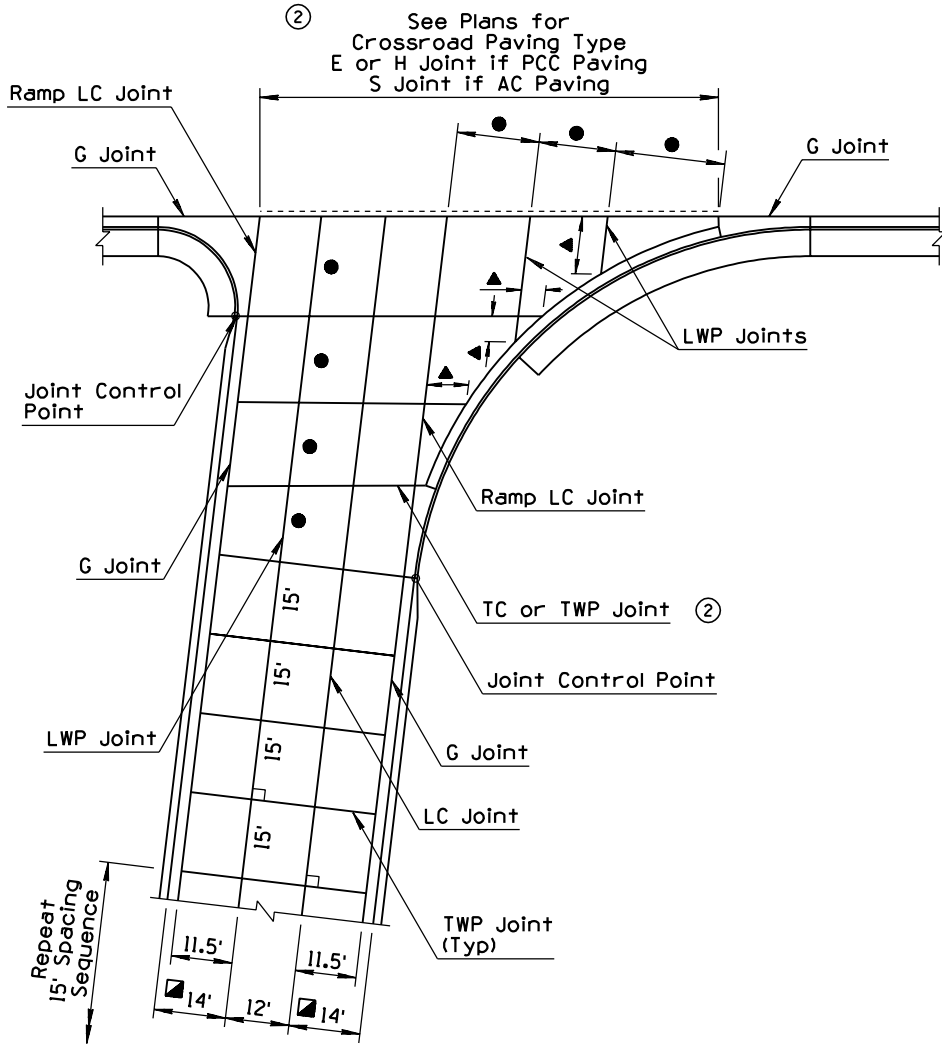 ②
See Plans for
Crossroad Paving Type
E or H Joint if PCC Paving
S Joint if AC Paving
Ramp LC Joint
G Joint
G Joint
LWP Joints
Joint Control
Point
Ramp LC Joint
G Joint
TC or TWP Joint ②
15'
Joint Control Point
15'
LWP Joint
15'
G Joint
LC Joint
15'
TWP Joint
(Typ)
Repeat
15' Spacing
Sequence
11.5'
11.5'
14'
12'
14'